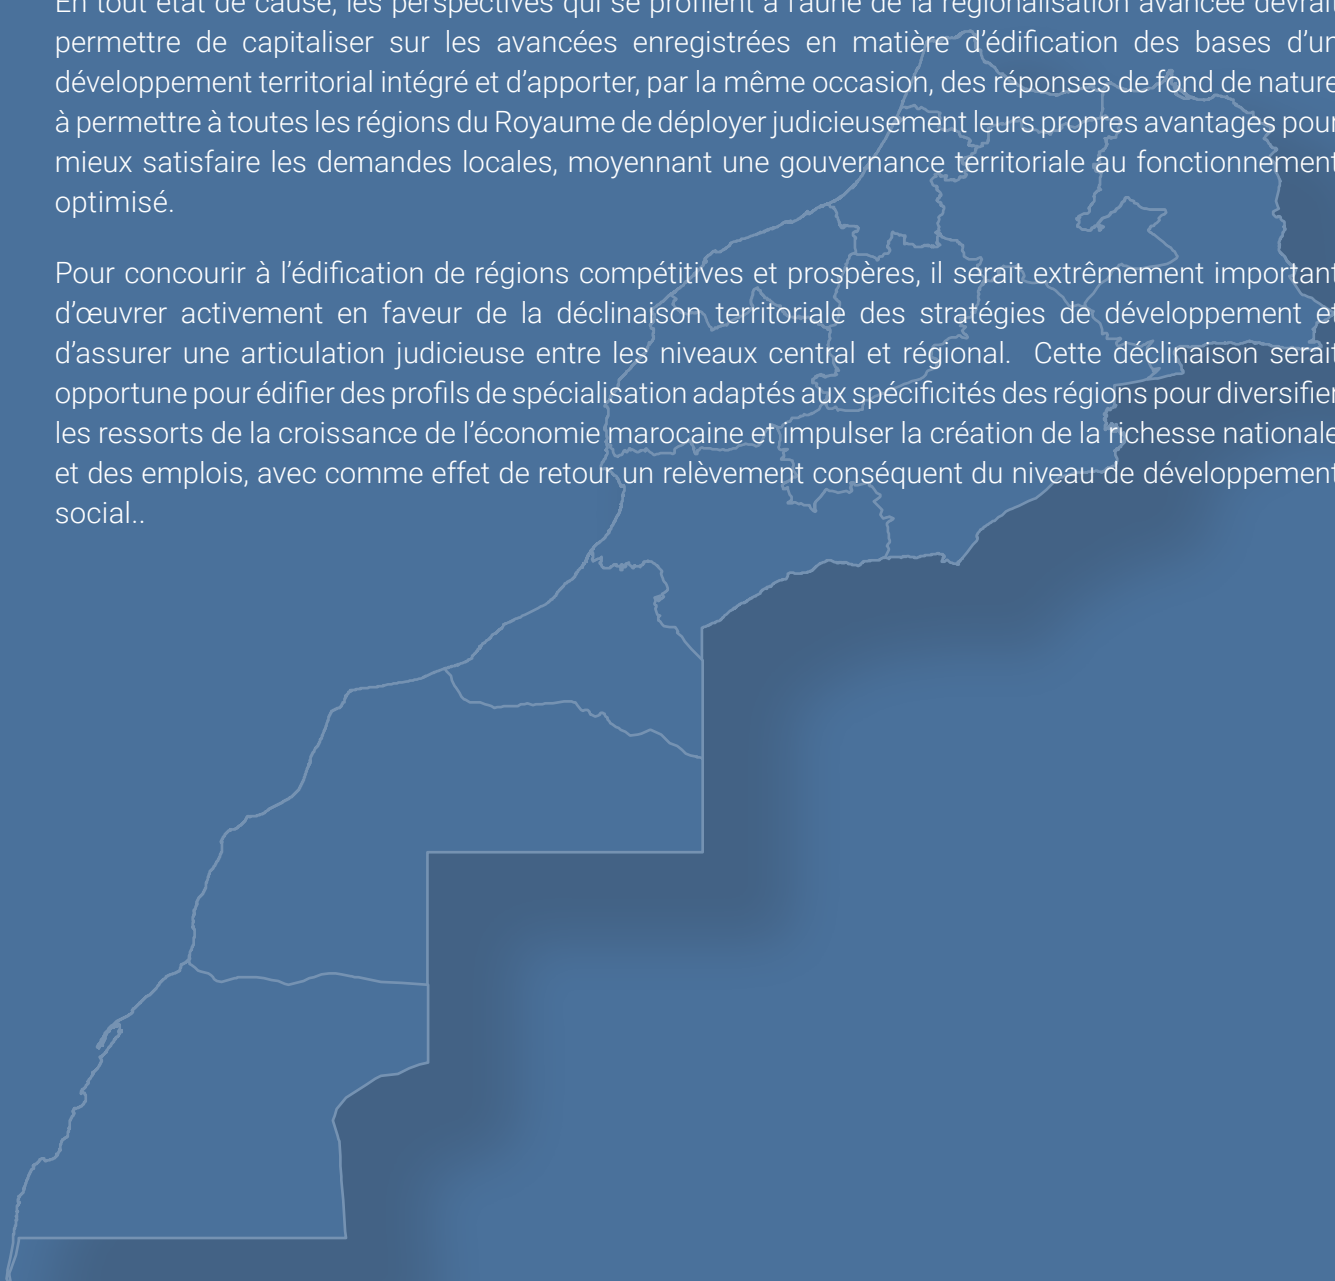 En tout état de cause, les perspectives qui se profilent à l’aune de la régionalisation avancée devrait
permettre de capitaliser sur les avancées enregistrées en matière d’édification des bases d’un
développement territorial intégré et d’apporter, par la même occasion, des réponses de fond de nature
à permettre à toutes les régions du Royaume de déployer judicieusement leurs propres avantages pour
mieux satisfaire les demandes locales, moyennant une gouvernance territoriale au fonctionnement
optimisé.
Pour concourir à l’édification de régions compétitives et prospères, il serait extrêmement important
d’œuvrer activement en faveur de la déclinaison territoriale des stratégies de développement et
d’assurer une articulation judicieuse entre les niveaux central et régional. Cette déclinaison serait
opportune pour édifier des profils de spécialisation adaptés aux spécificités des régions pour diversifier
les ressorts de la croissance de l’économie marocaine et impulser la création de la richesse nationale
et des emplois, avec comme effet de retour un relèvement conséquent du niveau de développement
social..